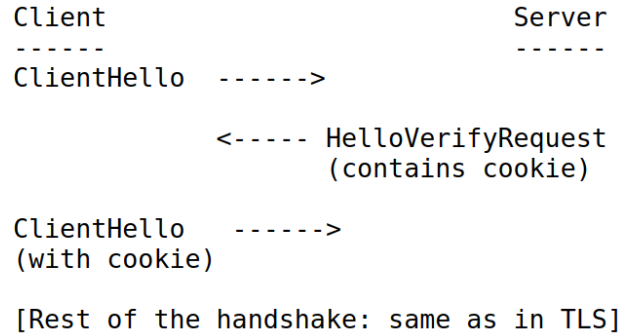 Client                          Server
------                          ------
ClientHello  ------>
<----- HelloVerifyRequest
(contains cookie)
ClientHello   ------>
(with cookie)
[Rest of the handshake: same as in TLS]